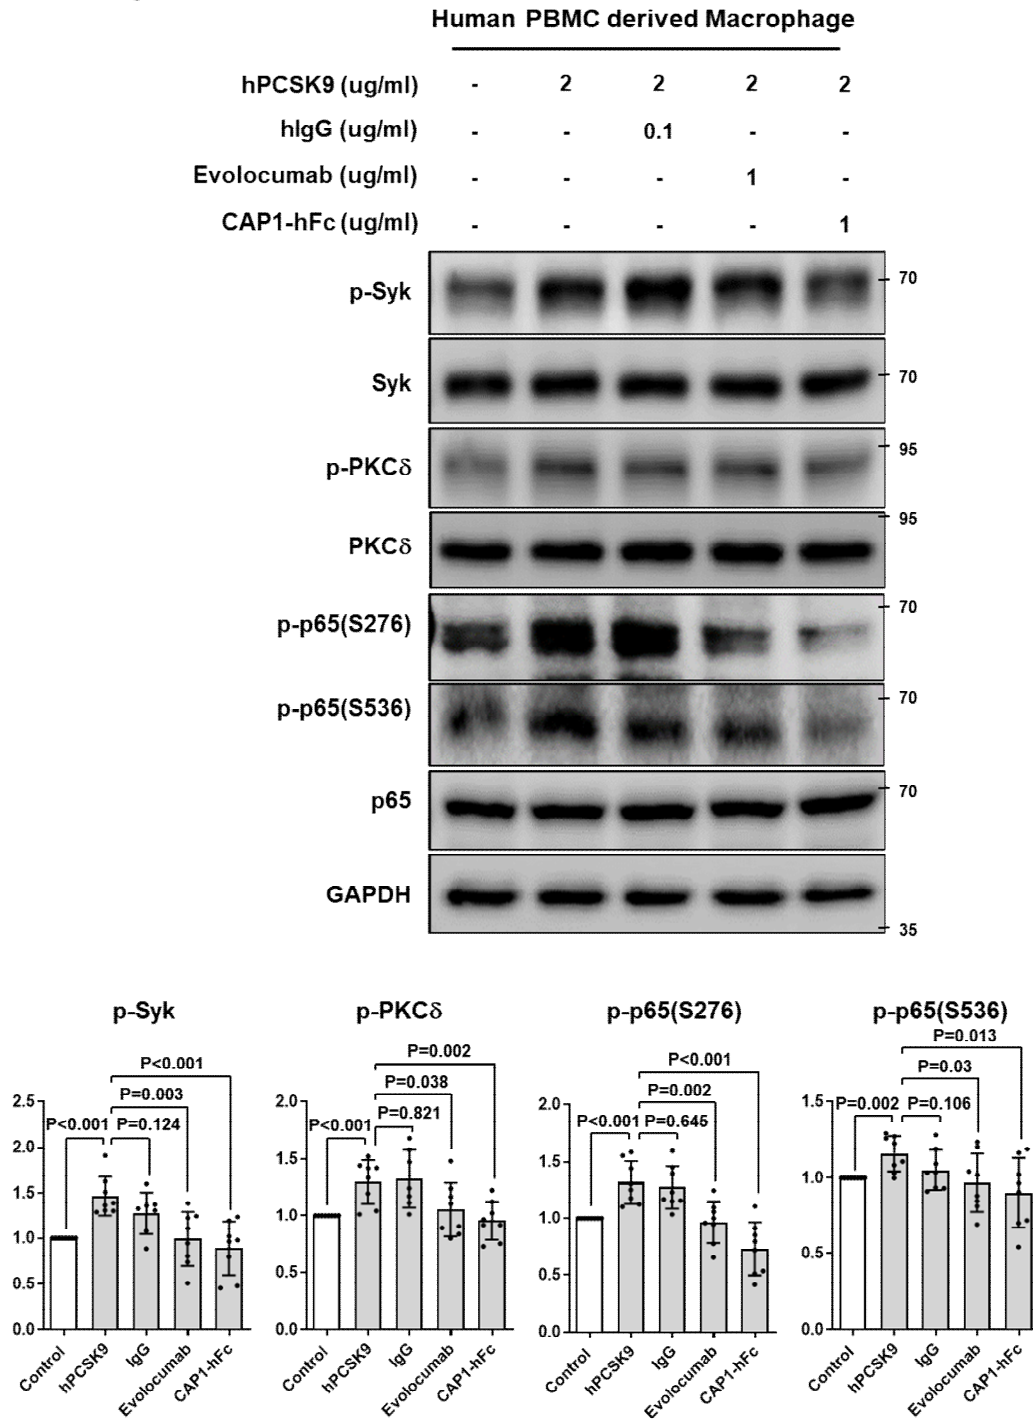 Human PBMC derived Macrophage
hPCSK9 (ug/ml) - 2 2 2 2
hIgG (ug/ml) - - 0.1 - -
Evolocumab (ug/ml) - - - 1 -
CAP1-hFc (ug/ml) - - - - 1
p-Syk 70
Syk 70
p-PKCδ 95
PKCδ 95
p-p65(S276) 70
p-p65(S536) 70
p65 70
GAPDH 35
p-Syk
P<0.001
P=0.003
P<0.001 P=0.124
2.5
2.0
1.5
1.0
0.5
0.0
Control hPCSK9 IgG Evolocumab CAP1-hFc
p-PKCδ
P=0.002
P=0.038
P<0.001 P=0.821
2.0
1.5
1.0
0.5
0.0
Control hPCSK9 IgG Evolocumab CAP1-hFc
p-p65(S276)
P<0.001
P=0.002
P<0.001 P=0.645
2.0
1.5
1.0
0.5
0.0
Control hPCSK9 IgG Evolocumab CAP1-hFc
p-p65(S536)
P=0.013
P=0.03
P=0.002 P=0.106
1.5
1.0
0.5
0.0
Control hPCSK9 IgG Evolocumab CAP1-hFc